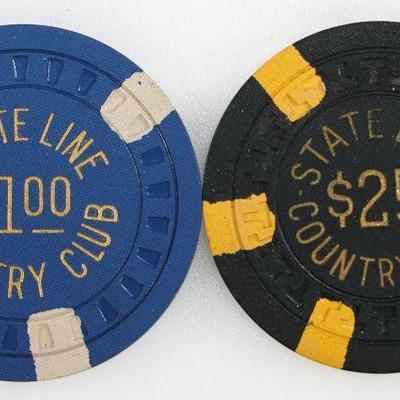 TE LINE
1.00
TRY CLUB
STATE L
$25
COUNTRY